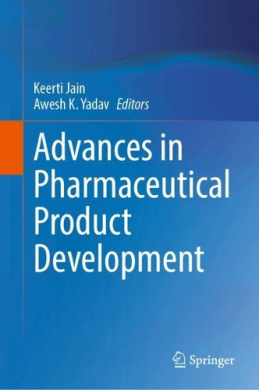 Keerti Jain
Awesh K. Yadav Editors
Advances in
Pharmaceutical
Product
Development
Springer